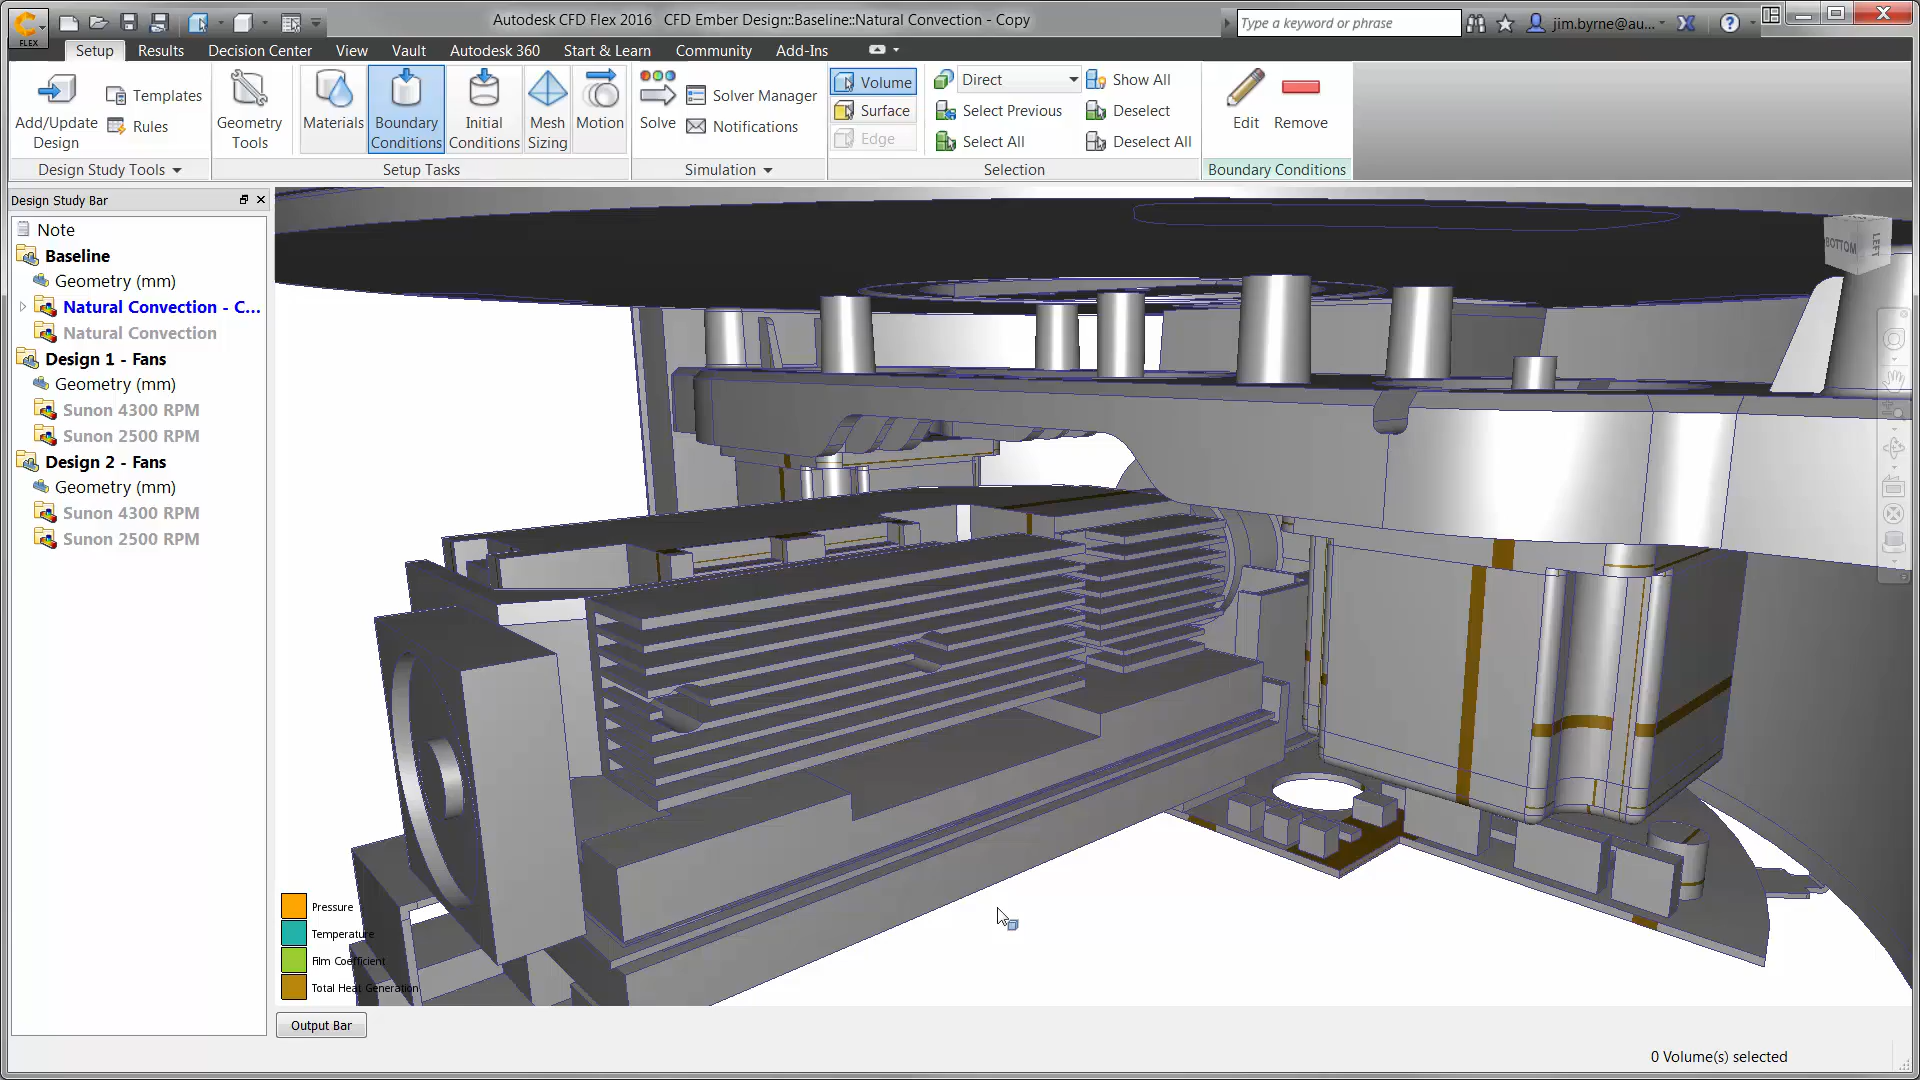 Autodesk CFD Flex 2016   CFD Ember Design::Baseline::Natural Convection - Copy
Type a keyword or phrase
jim.byrne@au...
FLEX
Setup Results Decision Center View Vault Autodesk 360 Start & Learn Community Add-Ins
Add/Update Design
Templates
Rules
Geometry Tools
Materials
Boundary Conditions
Initial Conditions
Mesh Sizing
Motion
Solve
Solver Manager
Notifications
Volume
Surface
Edge
Direct
Select Previous
Select All
Show All
Deselect
Deselect All
Edit
Remove
Design Study Tools
Setup Tasks
Simulation
Selection
Boundary Conditions
Design Study Bar
Note
Baseline
Geometry (mm)
Natural Convection - C...
Natural Convection
Design 1 - Fans
Geometry (mm)
Sunon 4300 RPM
Sunon 2500 RPM
Design 2 - Fans
Geometry (mm)
Sunon 4300 RPM
Sunon 2500 RPM
BOTTOM
LEFT
Pressure
Temperature
Film Coefficient
Total Heat Generation
Output Bar
0 Volume(s) selected